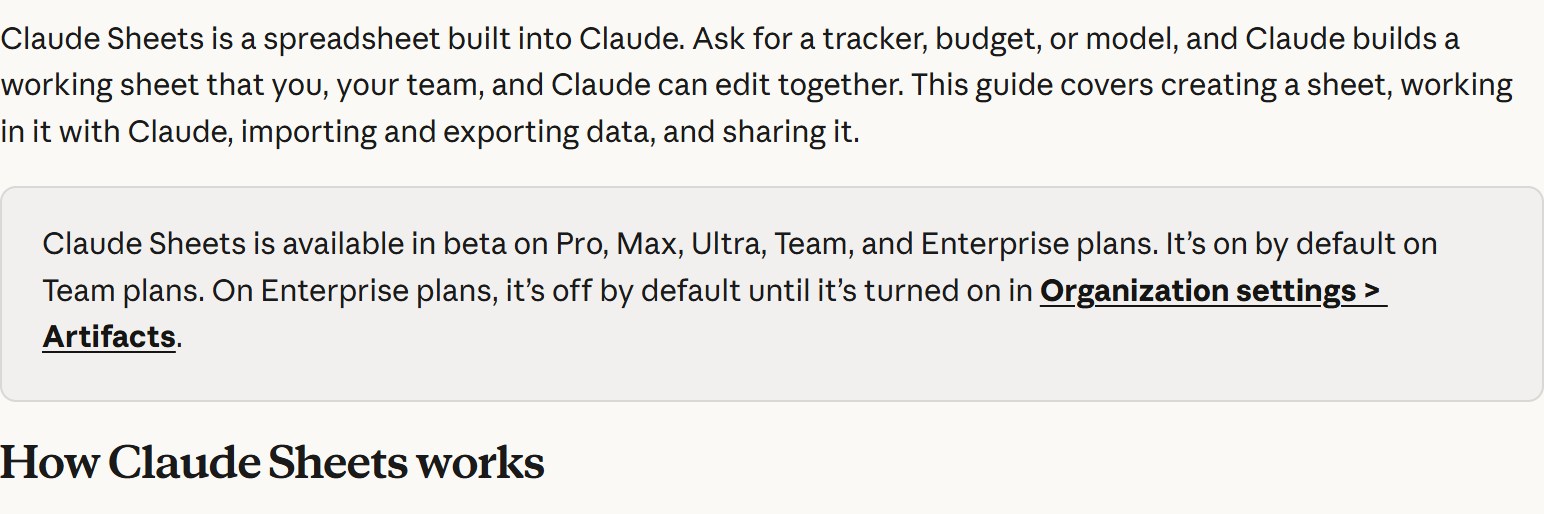 Claude Sheets is a spreadsheet built into Claude. Ask for a tracker, budget, or model, and Claude builds a
working sheet that you, your team, and Claude can edit together. This guide covers creating a sheet, working
in it with Claude, importing and exporting data, and sharing it.
Claude Sheets is available in beta on Pro, Max, Ultra, Team, and Enterprise plans. It’s on by default on
Team plans. On Enterprise plans, it’s off by default until it’s turned on in Organization settings >
Artifacts.
How Claude Sheets works